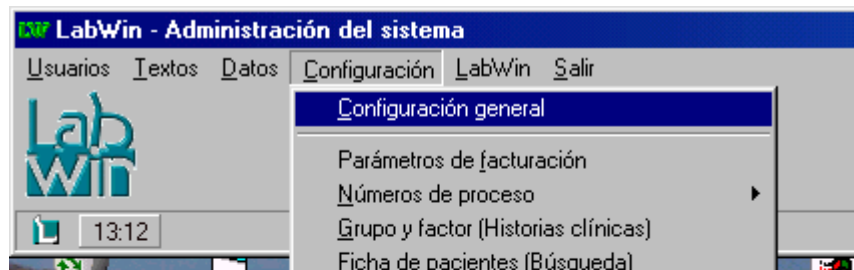 LW LabWin - Administración del sistema
Usuarios Textos Datos Configuración LabWin Salir
Configuración general
Lab
Win
Parámetros de facturación
Números de proceso
Grupo y factor (Historias clínicas)
13:12
Ficha de pacientes (Búsqueda)